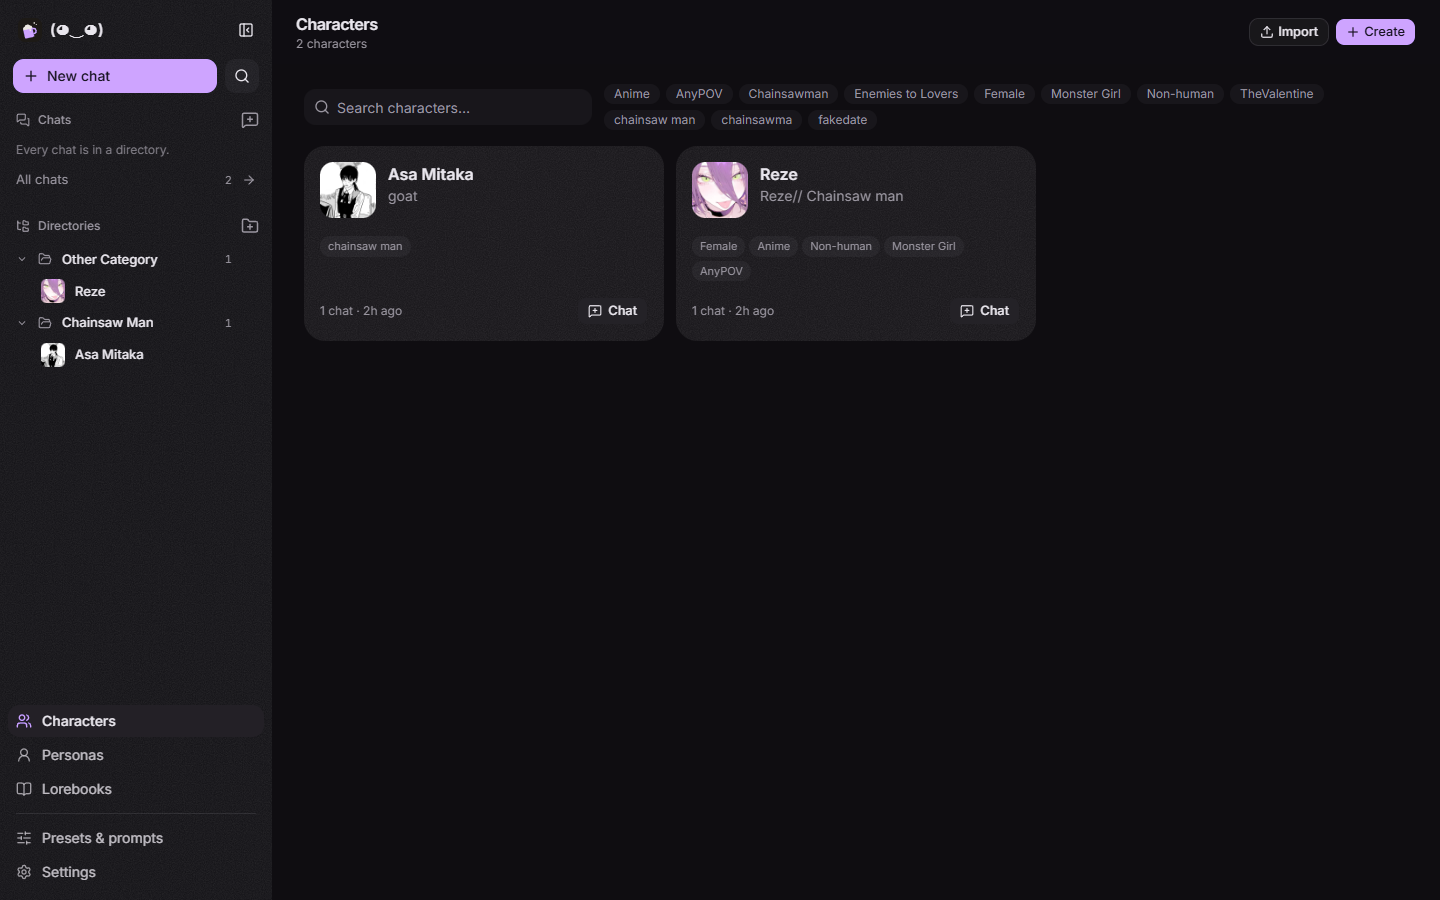 (●‿●)
New chat
Chats
Every chat is in a directory.
All chats 2
Directories
Other Category 1
Reze
Chainsaw Man 1
Asa Mitaka
Characters
Personas
Lorebooks
Presets & prompts
Settings
Characters
2 characters
Import
Create
Search characters...
Anime AnyPOV Chainsawman Enemies to Lovers Female Monster Girl Non-human TheValentine
chainsaw man chainsawma fakedate
Asa Mitaka
goat
chainsaw man
1 chat · 2h ago
Chat
Reze
Reze// Chainsaw man
Female Anime Non-human Monster Girl
AnyPOV
1 chat · 2h ago
Chat